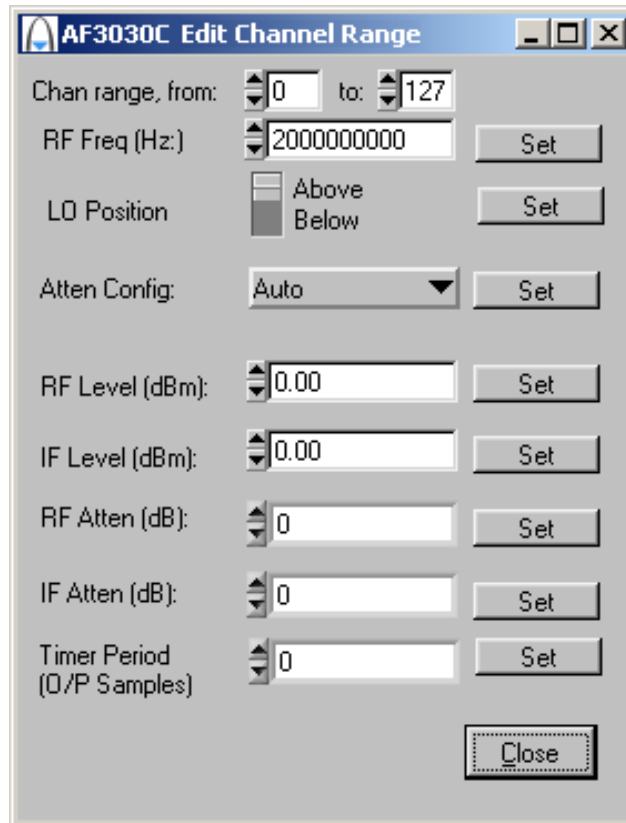 AF3030C Edit Channel Range
Chan range, from: 0 to: 127
RF Freq (Hz:) 2000000000 Set
LO Position Above Below Set
Atten Config: Auto Set
RF Level (dBm): 0.00 Set
IF Level (dBm): 0.00 Set
RF Atten (dB): 0 Set
IF Atten (dB): 0 Set
Timer Period (O/P Samples) 0 Set
Close